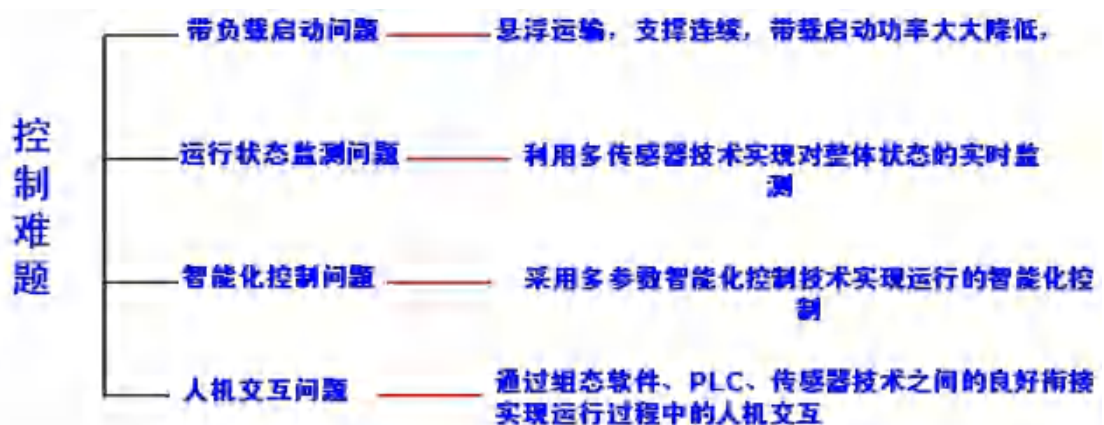 控制难题
带负载启动问题
悬浮运输，支撑连续，带载启动功率大大降低，
运行状态监测问题
利用多传感器技术实现对整体状态的实时监
测
智能化控制问题
采用多参数智能化控制技术实现运行的智能化控
制
人机交互问题
通过组态软件、PLC、传感器技术之间的良好衔接
实现运行过程中的人机交互